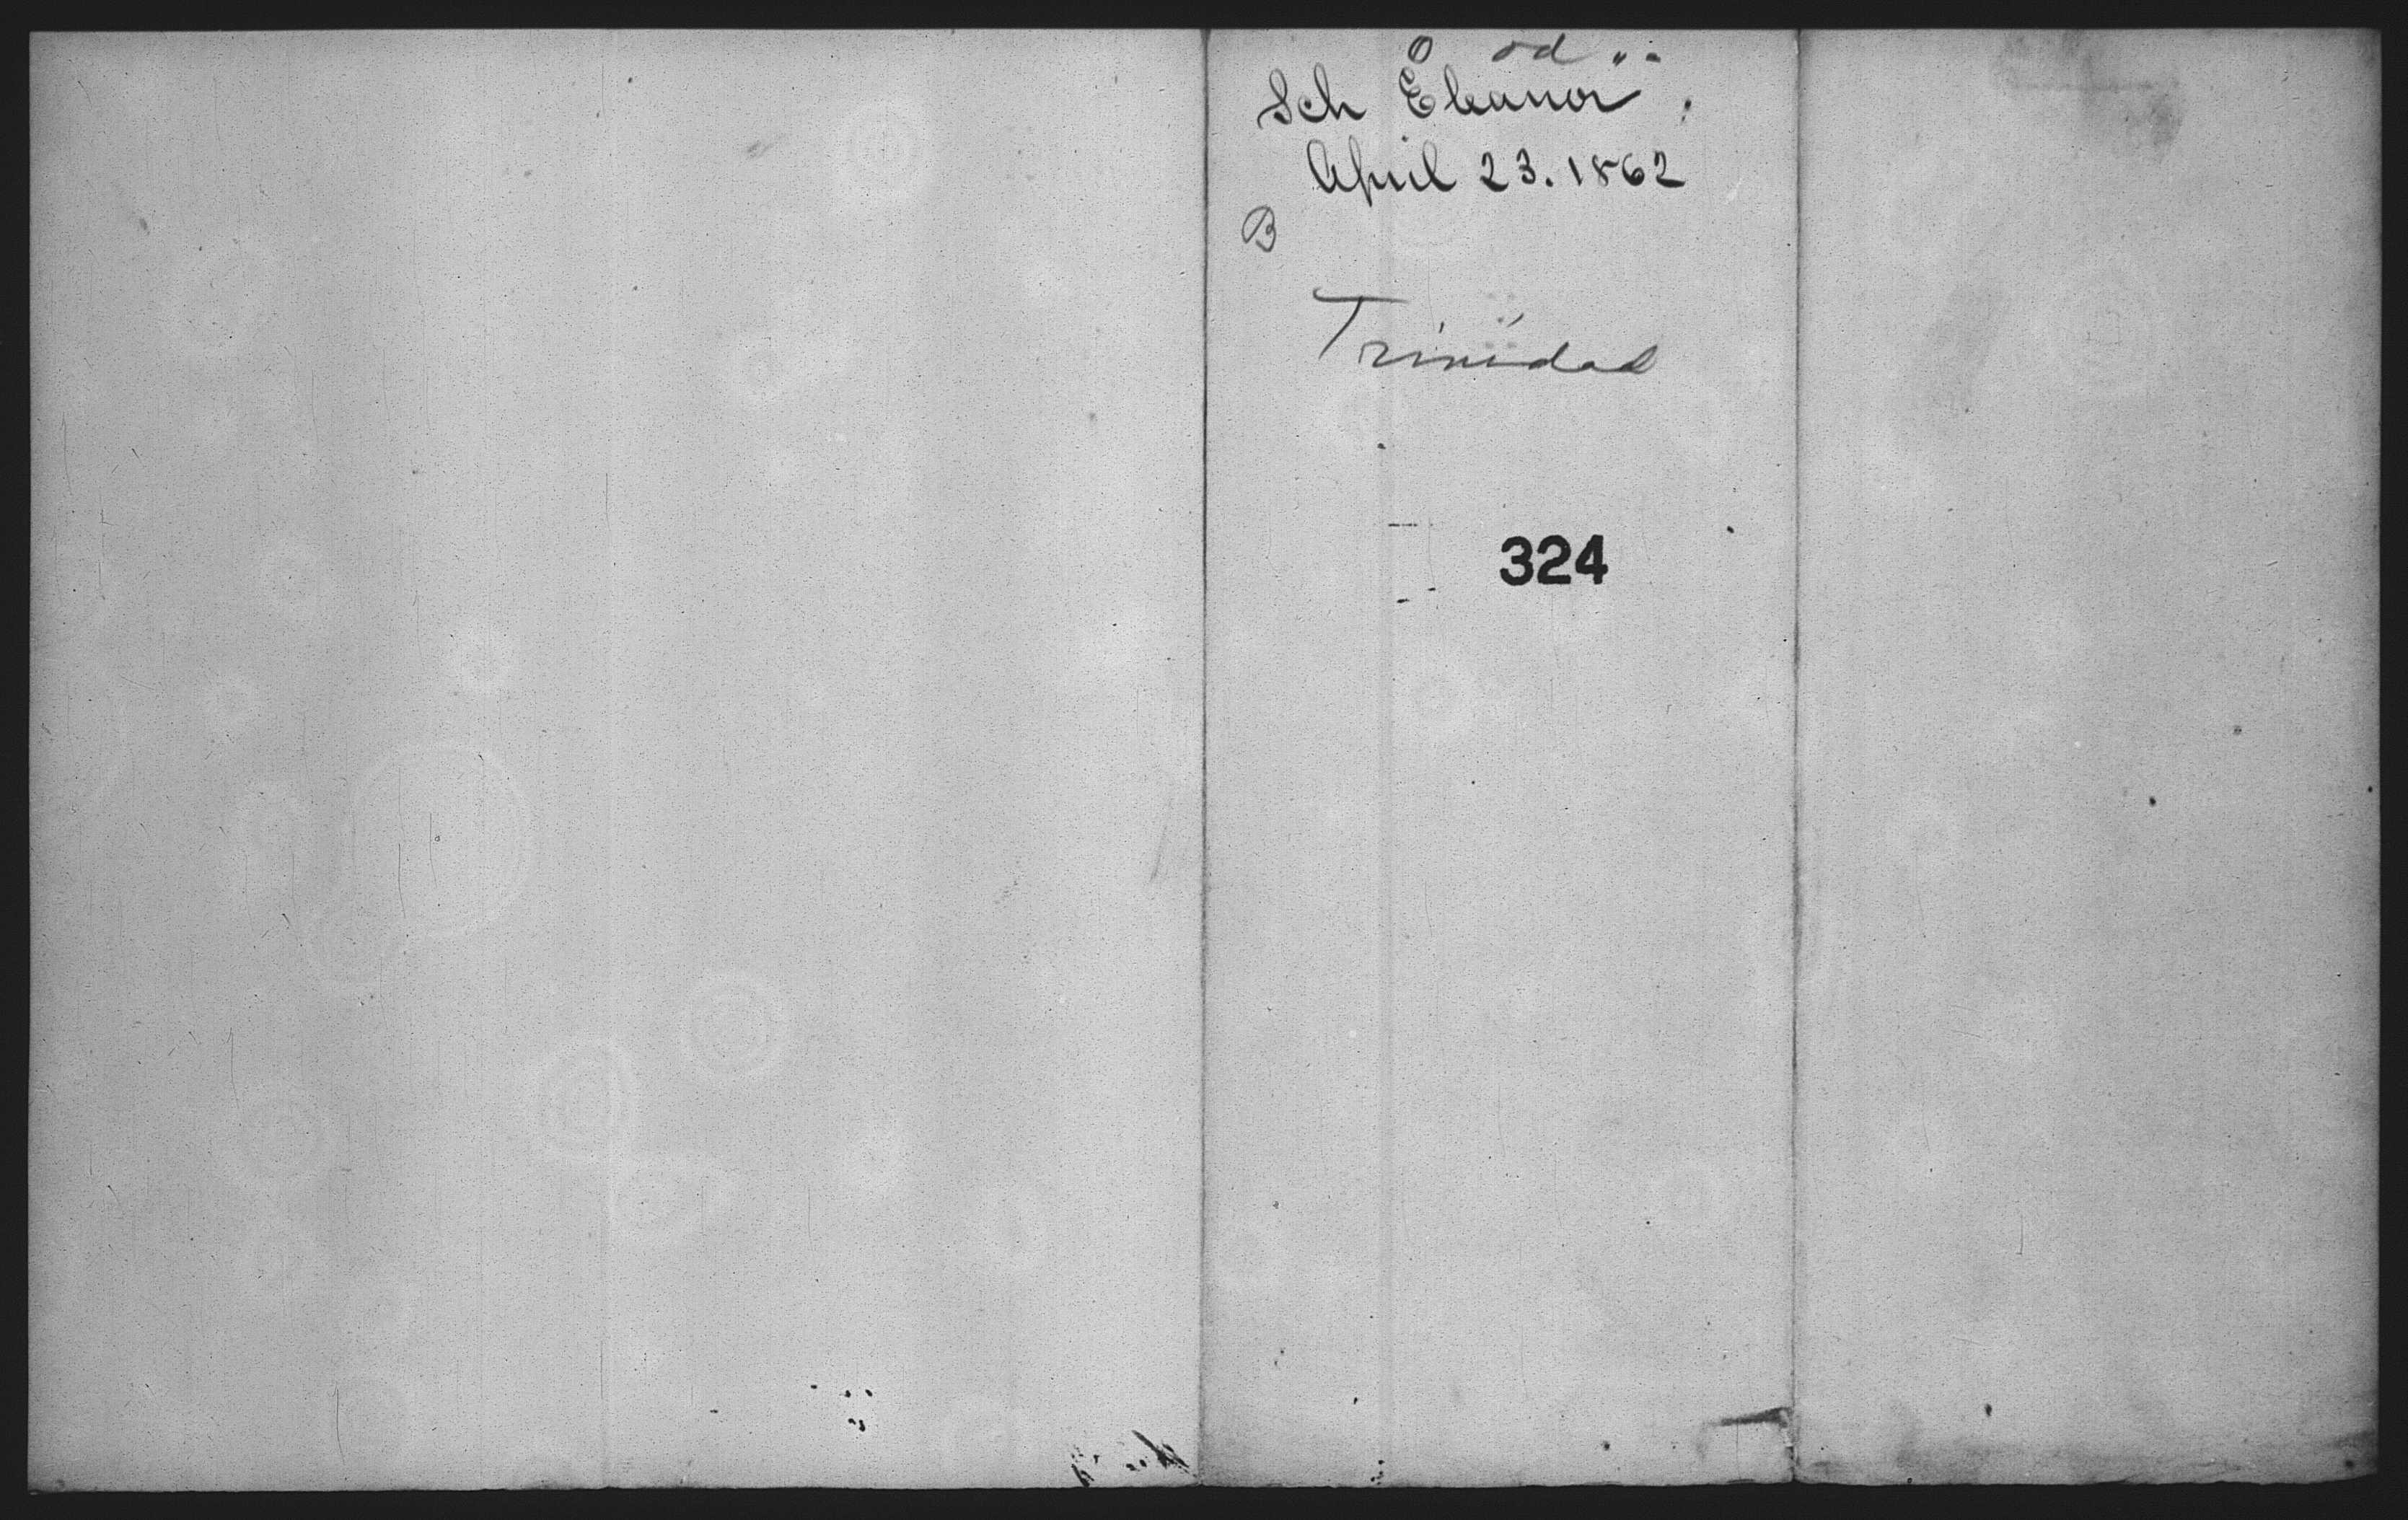 Sch Eleanor
April 23. 1862
B
Trinidad
324